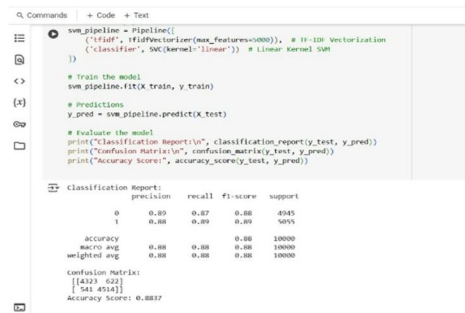 Commands + Code + Text
svm_pipeline = Pipeline([
('tfidf', TfidfVectorizer(max_features=5000)), # TF-IDF Vectorization
('classifier', SVC(kernel='linear')) # Linear Kernel SVM
])
# Train the model
svm_pipeline.fit(X_train, y_train)
# Predictions
y_pred = svm_pipeline.predict(X_test)
# Evaluate the model
print("Classification Report:\n", classification_report(y_test, y_pred))
print("Confusion Matrix:\n", confusion_matrix(y_test, y_pred))
print("Accuracy Score:", accuracy_score(y_test, y_pred))
Classification Report:
precision recall f1-score support
0 0.89 0.87 0.88 4945
1 0.88 0.89 0.89 5055
accuracy 0.88 10000
macro avg 0.88 0.88 0.88 10000
weighted avg 0.88 0.88 0.88 10000
Confusion Matrix:
[[4323 622]
[ 541 4514]]
Accuracy Score: 0.8837